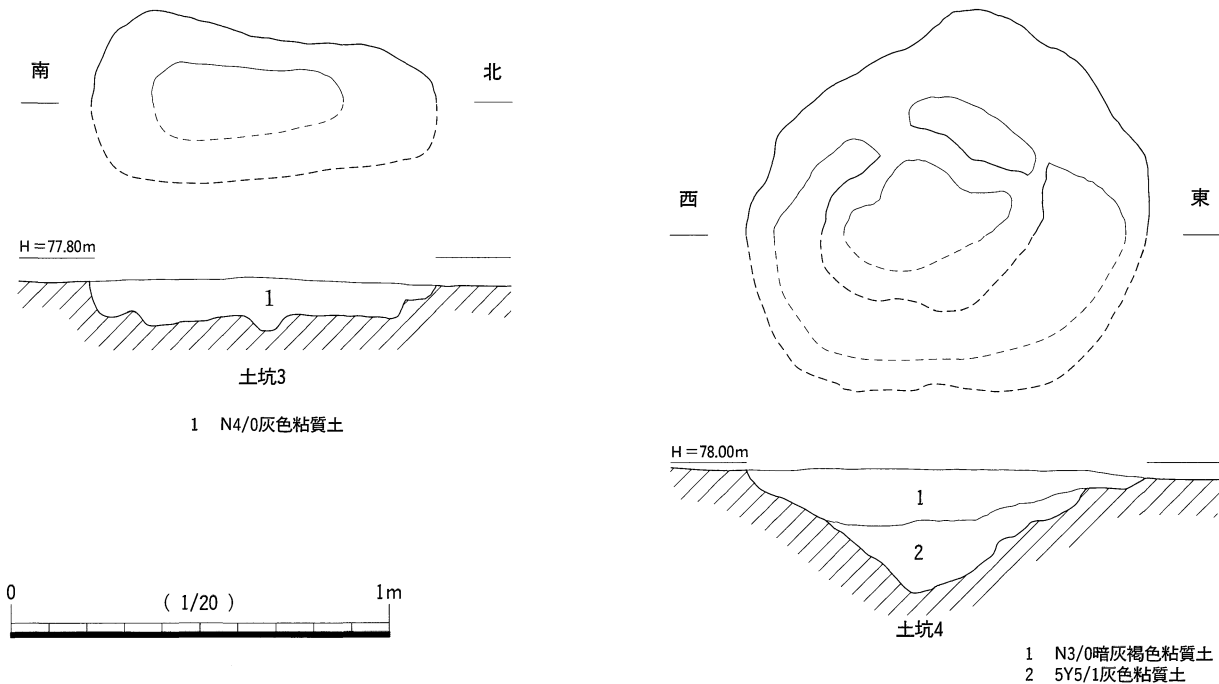 南
北
H=77.80m
1
土坑3
1 N4/0灰色粘質土
0
( 1/20 )
1m
西
東
H=78.00m
1
2
土坑4
1 N3/0暗灰褐色粘質土
2 5Y5/1灰色粘質土